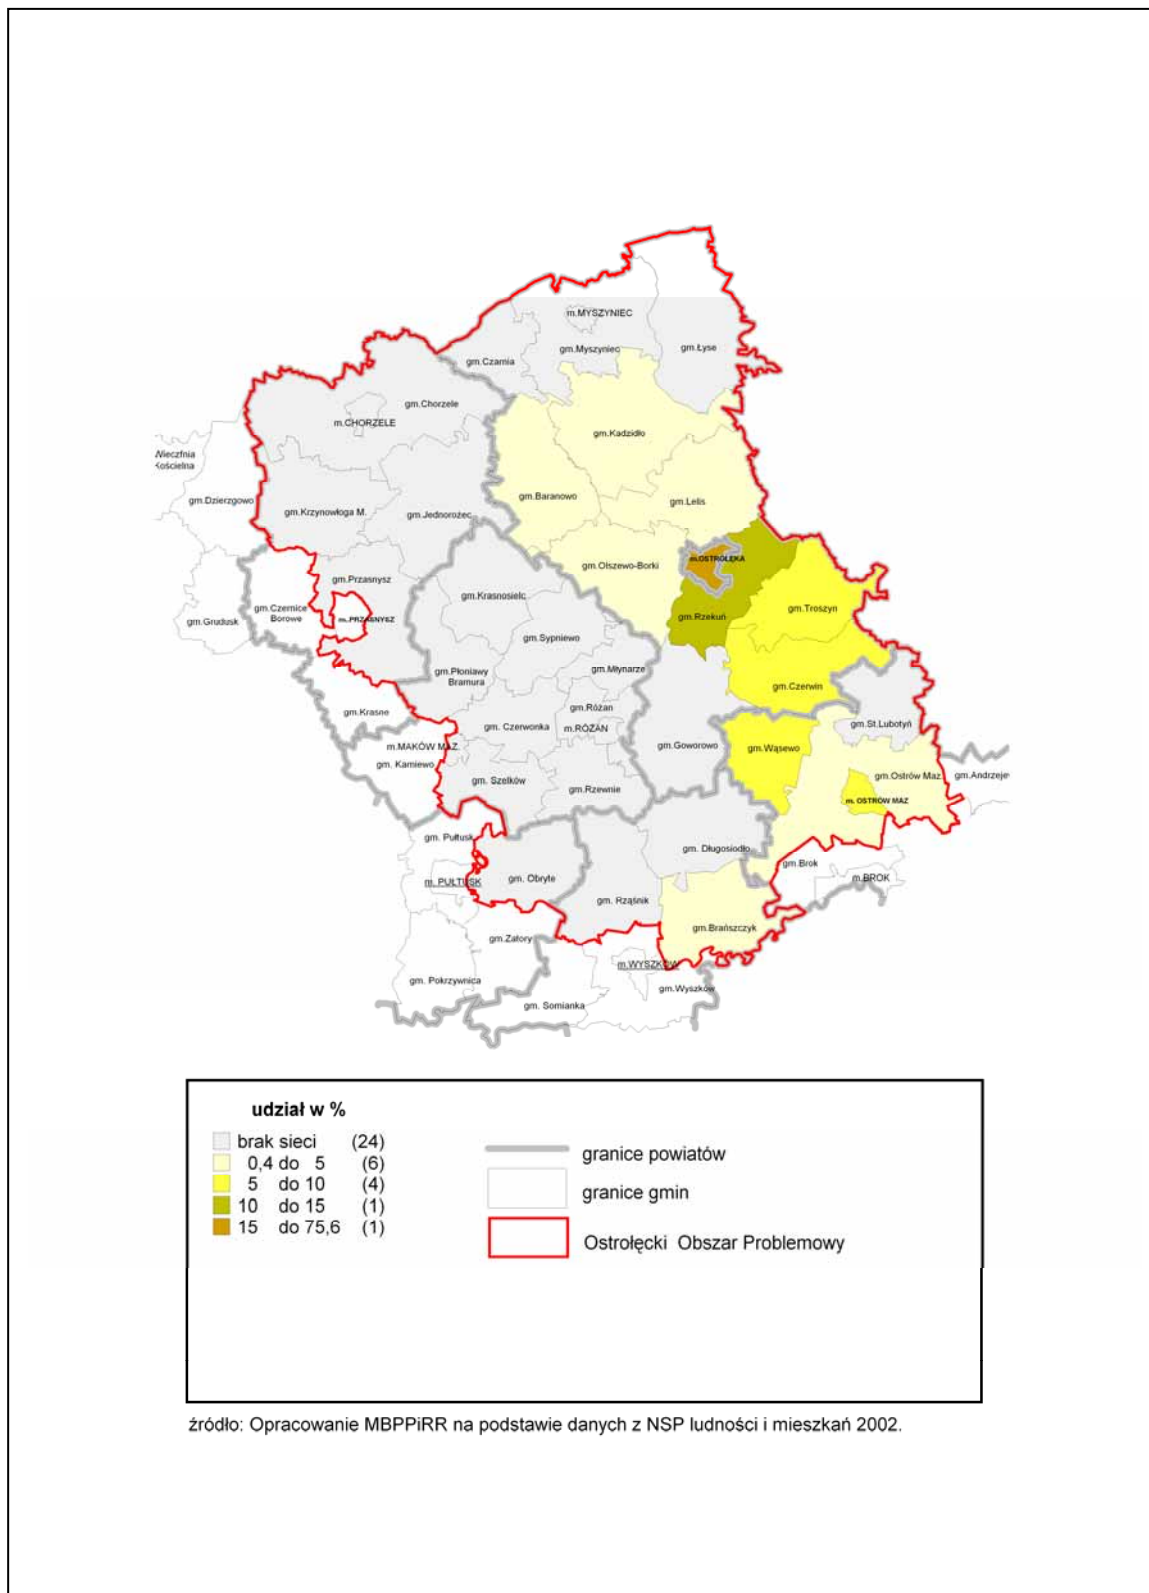 m.MYSZYNIEC
gm.Myszyniec
gm.Łyse
gm.Czarnia
gm.Chorzele
m.CHORZELE
gm.Kadzidło
Wieczfnia
Kościelna
gm.Dzierzgowo
gm.Baranowo
gm.Lelis
gm.Krzynowłoga M.
gm.Jednorożec
m.OSTROŁĘKA
gm.Olszewo-Borki
gm.Przasnysz
gm.Krasnosielc
gm.Czernice
Borowe
gm.Grudusk
m.PRZASNYSZ
gm.Troszyn
gm.Rzekuń
gm.Sypniewo
gm.Młynarze
gm.Płoniawy
Bramura
gm.Czerwin
gm.Krasne
gm.Różan
gm. Czerwonka
m.RÓŻAN
gm.St.Lubotyń
m.MAKÓW MAZ.
gm.Goworowo
gm.Wąsewo
gm. Karniewo
gm. Szelków
gm.Rzewnie
gm.Ostrów Maz.
gm.Andrzeje
m. OSTRÓW MAZ
gm. Pułtusk
gm. Długosiodło
gm.Brok
m.BROK
m. PUŁTUSK
gm. Obryte
gm. Rząśnik
gm.Brańszczyk
gm.Zatory
m.WYSZKÓW
gm. Pokrzywnica
gm.Wyszków
gm. Somianka
udział w %
brak sieci (24)
0,4 do 5 (6)
5 do 10 (4)
10 do 15 (1)
15 do 75,6 (1)
granice powiatów
granice gmin
Ostrołęcki Obszar Problemowy
źródło: Opracowanie MBPPiRR na podstawie danych z NSP ludności i mieszkań 2002.